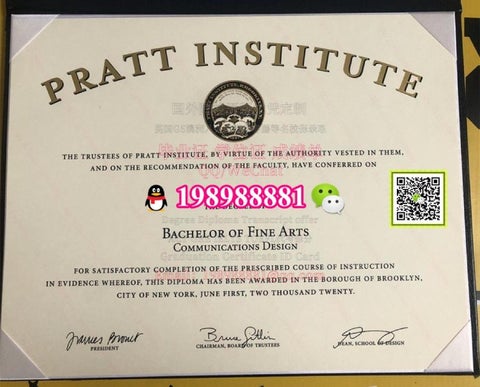 PRATT INSTITUTE
THE TRUSTEES OF PRATT INSTITUTE, BY VIRTUE OF THE AUTHORITY VESTED IN THEM,
AND ON THE RECOMMENDATION OF THE FACULTY, HAVE CONFERRED ON
QQ/WeChat
198988881
Degree Diploma Transcript offer
BACHELOR OF FINE ARTS
COMMUNICATIONS DESIGN
Graduation Certificate ID Card
FOR SATISFACTORY COMPLETION OF THE PRESCRIBED COURSE OF INSTRUCTION
IN EVIDENCE WHEREOF, THIS DIPLOMA HAS BEEN AWARDED IN THE BOROUGH OF BROOKLYN,
CITY OF NEW YORK, JUNE FIRST, TWO THOUSAND TWENTY.
PRESIDENT
CHAIRMAN, BOARD OF TRUSTEES
DEAN, SCHOOL OF DESIGN